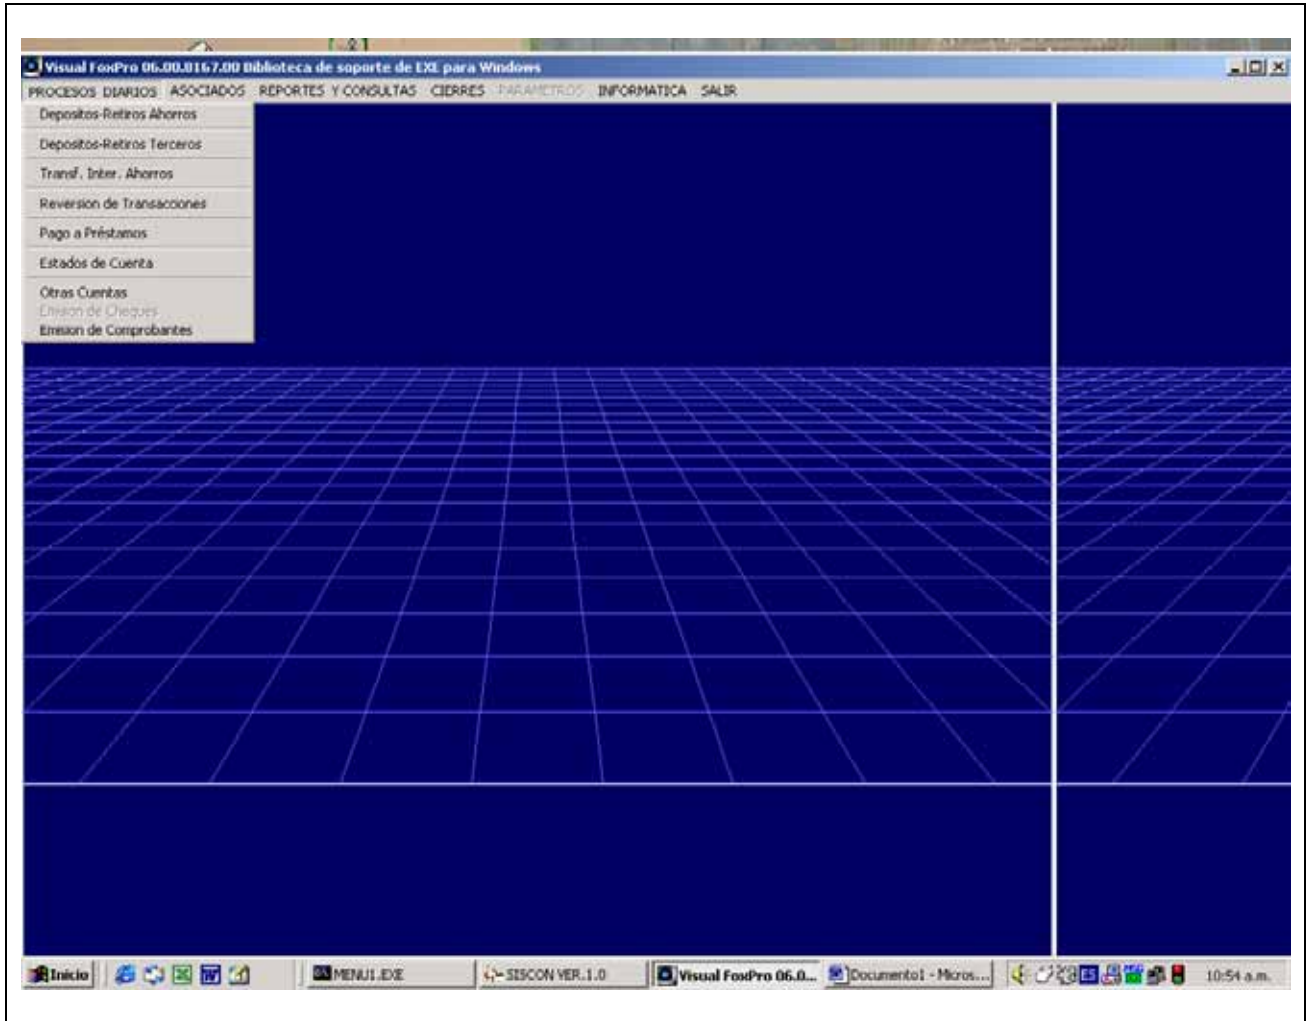 Visual FoxPro 06.00.8167.00 Biblioteca de soporte de EXE para Windows
PROCESOS DIARIOS ASOCIADOS REPORTES Y CONSULTAS CIERRES PARAMETROS INFORMATICA SALIR
Depositos-Retiros Ahorros
Depositos-Retiros Terceros
Transf. Inter. Ahorros
Reversion de Transacciones
Pago a Préstamos
Estados de Cuenta
Otras Cuentas
Emision de Cheques
Emision de Comprobantes
Inicio MENU1.EXE SISCON VER.1.0 Visual FoxPro 06.0... Documento1 - Micros... ES 10:54 a.m.